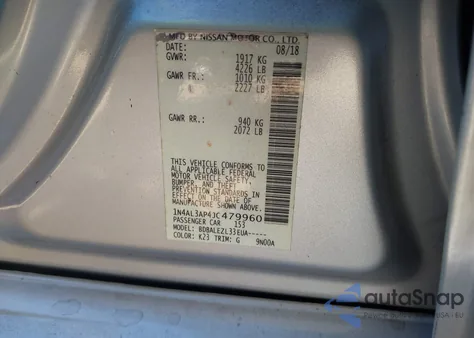 MFD BY NISSAN MOTOR CO., LTD.
DATE: 08/18
GVWR: 1917 KG
4226 LB
GAWR FR.: 1010 KG
2227 LB
GAWR RR.: 940 KG
2072 LB
THIS VEHICLE CONFORMS TO
ALL APPLICABLE FEDERAL
MOTOR VEHICLE SAFETY,
BUMPER, AND THEFT
PREVENTION STANDARDS IN
EFFECT ON THE DATE OF
MANUFACTURE SHOWN ABOVE.
1N4AL3AP4JC479960
PASSENGER CAR 153
MODEL: BDBALEZL33EUA-----
COLOR: K23 TRIM: G 9N00A
autoSnap